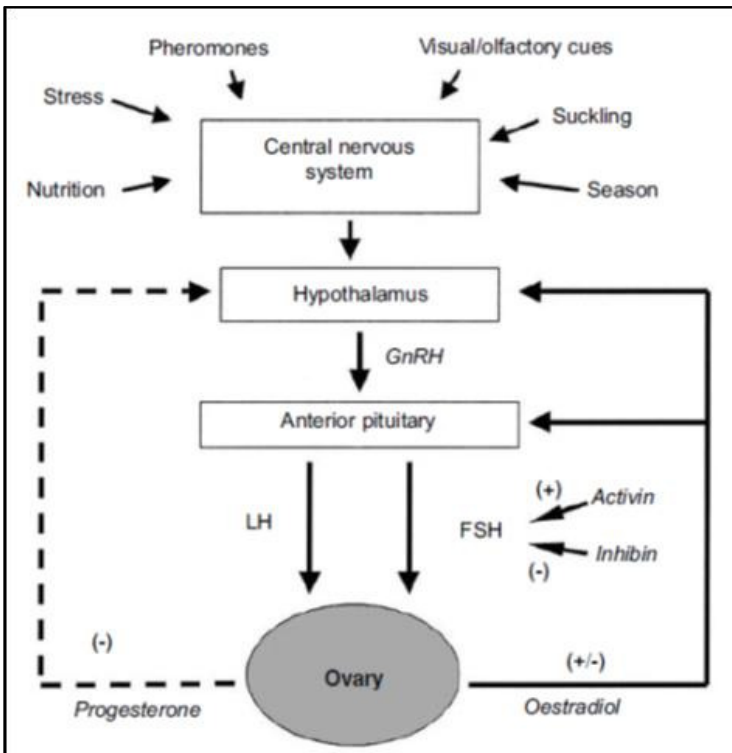 Pheromones
Visual/olfactory cues
Stress
Suckling
Central nervous
system
Nutrition
Season
Hypothalamus
GnRH
Anterior pituitary
(+)
Activin
LH
FSH
Inhibin
(-)
(-)
(+/-)
Ovary
Progesterone
Oestradiol